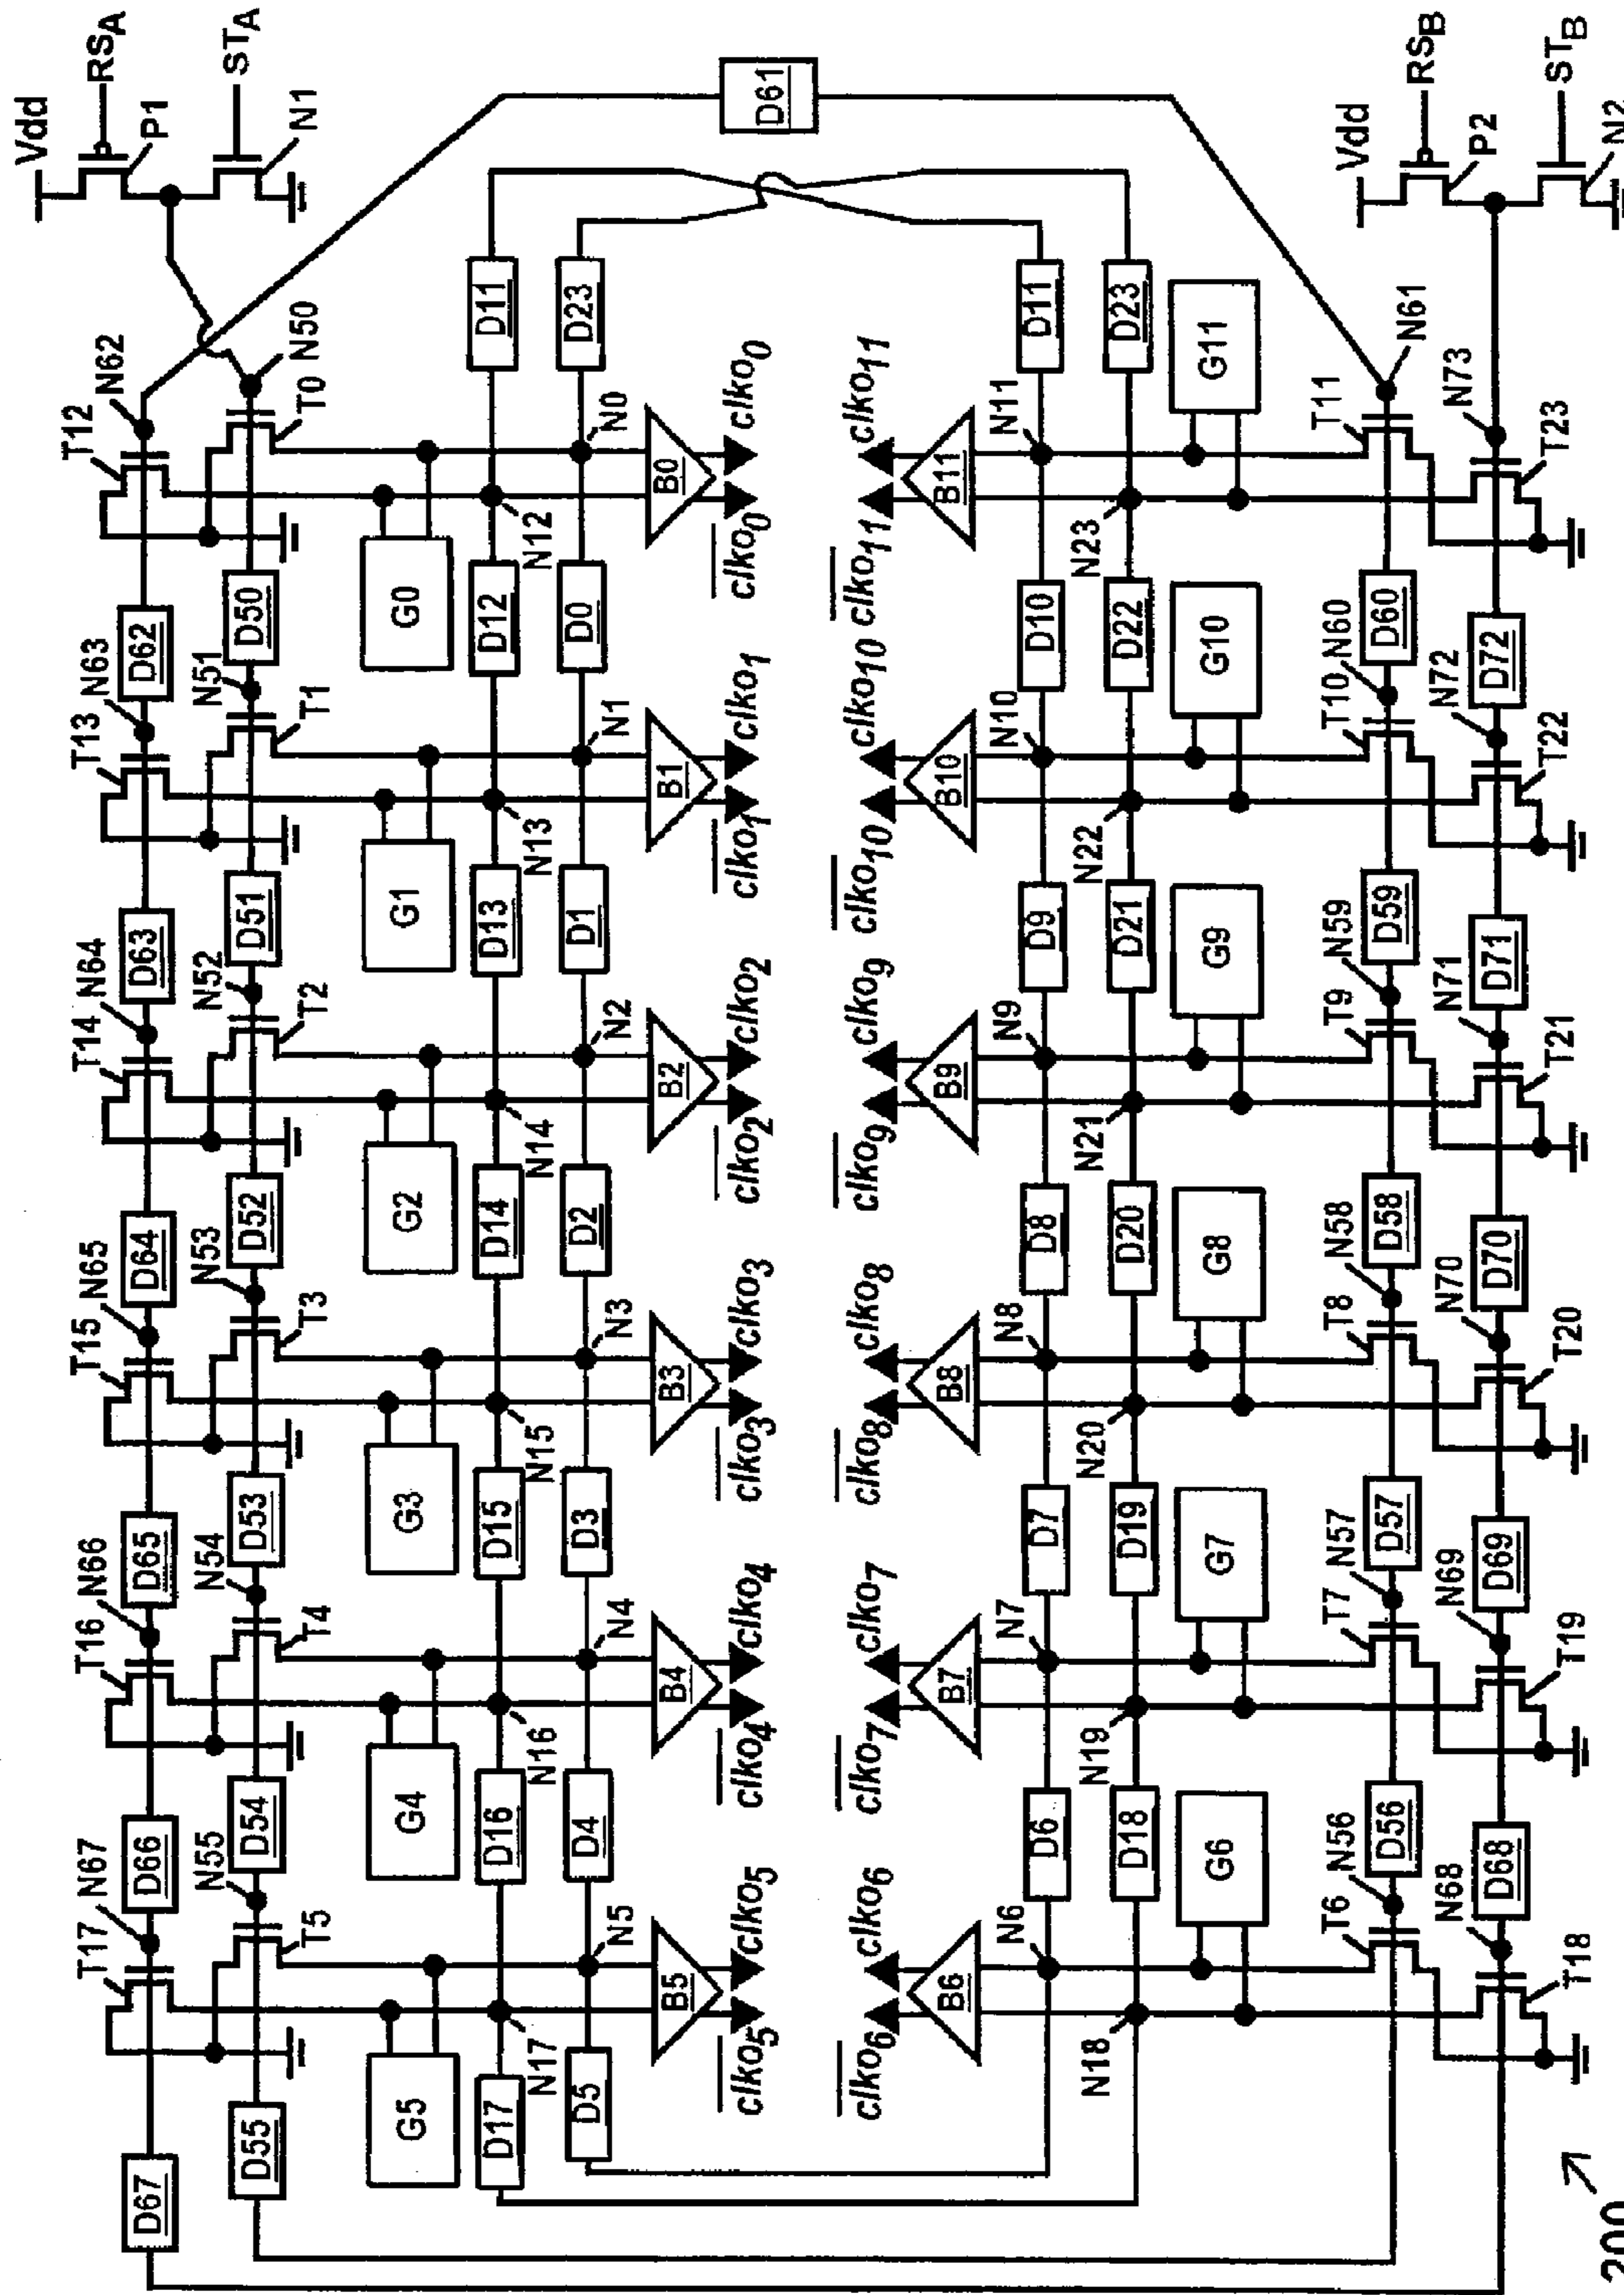 Vdd
RSA
P1
STA
N1
D61
T12
N62
N50
T0
D11
D23
N0
N12
B0
clko0
clko0
D62
D50
G0
D12
D0
N63
N51
T13
T1
N1
N13
B1
clko1
clko1
D63
D51
G1
D13
D1
N64
N52
T14
T2
N2
N14
B2
clko2
clko2
D64
D52
G2
D14
D2
N65
N53
T15
T3
N3
N15
B3
clko3
clko3
D65
D53
G3
D15
D3
N66
N54
T16
T4
N4
N16
B4
clko4
clko4
D66
D54
G4
D16
D4
N67
N55
T17
T5
N5
N17
B5
clko5
clko5
D67
D55
G5
D17
D5
Vdd
RSB
P2
STB
N2
D11
D23
G11
N61
N73
clko11
clko11
B11
N11
N23
T11
T23
D10
D22
G10
D60
D72
N60
N72
clko10
clko10
B10
N10
N22
T10
T22
D9
D21
G9
D59
D71
N59
N71
clko9
clko9
B9
N9
N21
T9
T21
D8
D20
G8
D58
D70
N58
N70
clko8
clko8
B8
N8
N20
T8
T20
D7
D19
G7
D57
D69
N57
N69
clko7
clko7
B7
N7
N19
T7
T19
D6
D18
G6
D56
D68
N56
N68
clko6
clko6
B6
N6
N18
T6
T18
200